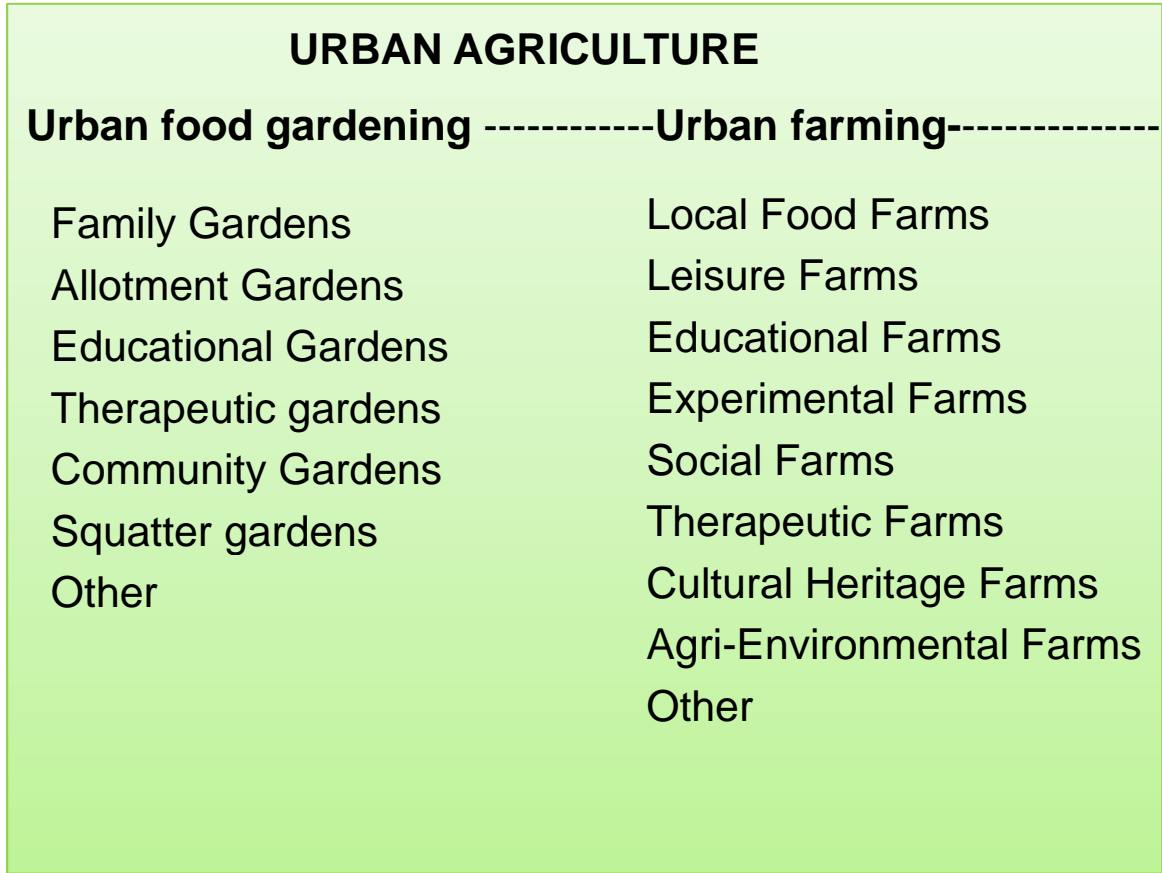 URBAN AGRICULTURE
Urban food gardening ------------Urban farming---------------
Family Gardens
Allotment Gardens
Educational Gardens
Therapeutic gardens
Community Gardens
Squatter gardens
Other
Local Food Farms
Leisure Farms
Educational Farms
Experimental Farms
Social Farms
Therapeutic Farms
Cultural Heritage Farms
Agri-Environmental Farms
Other